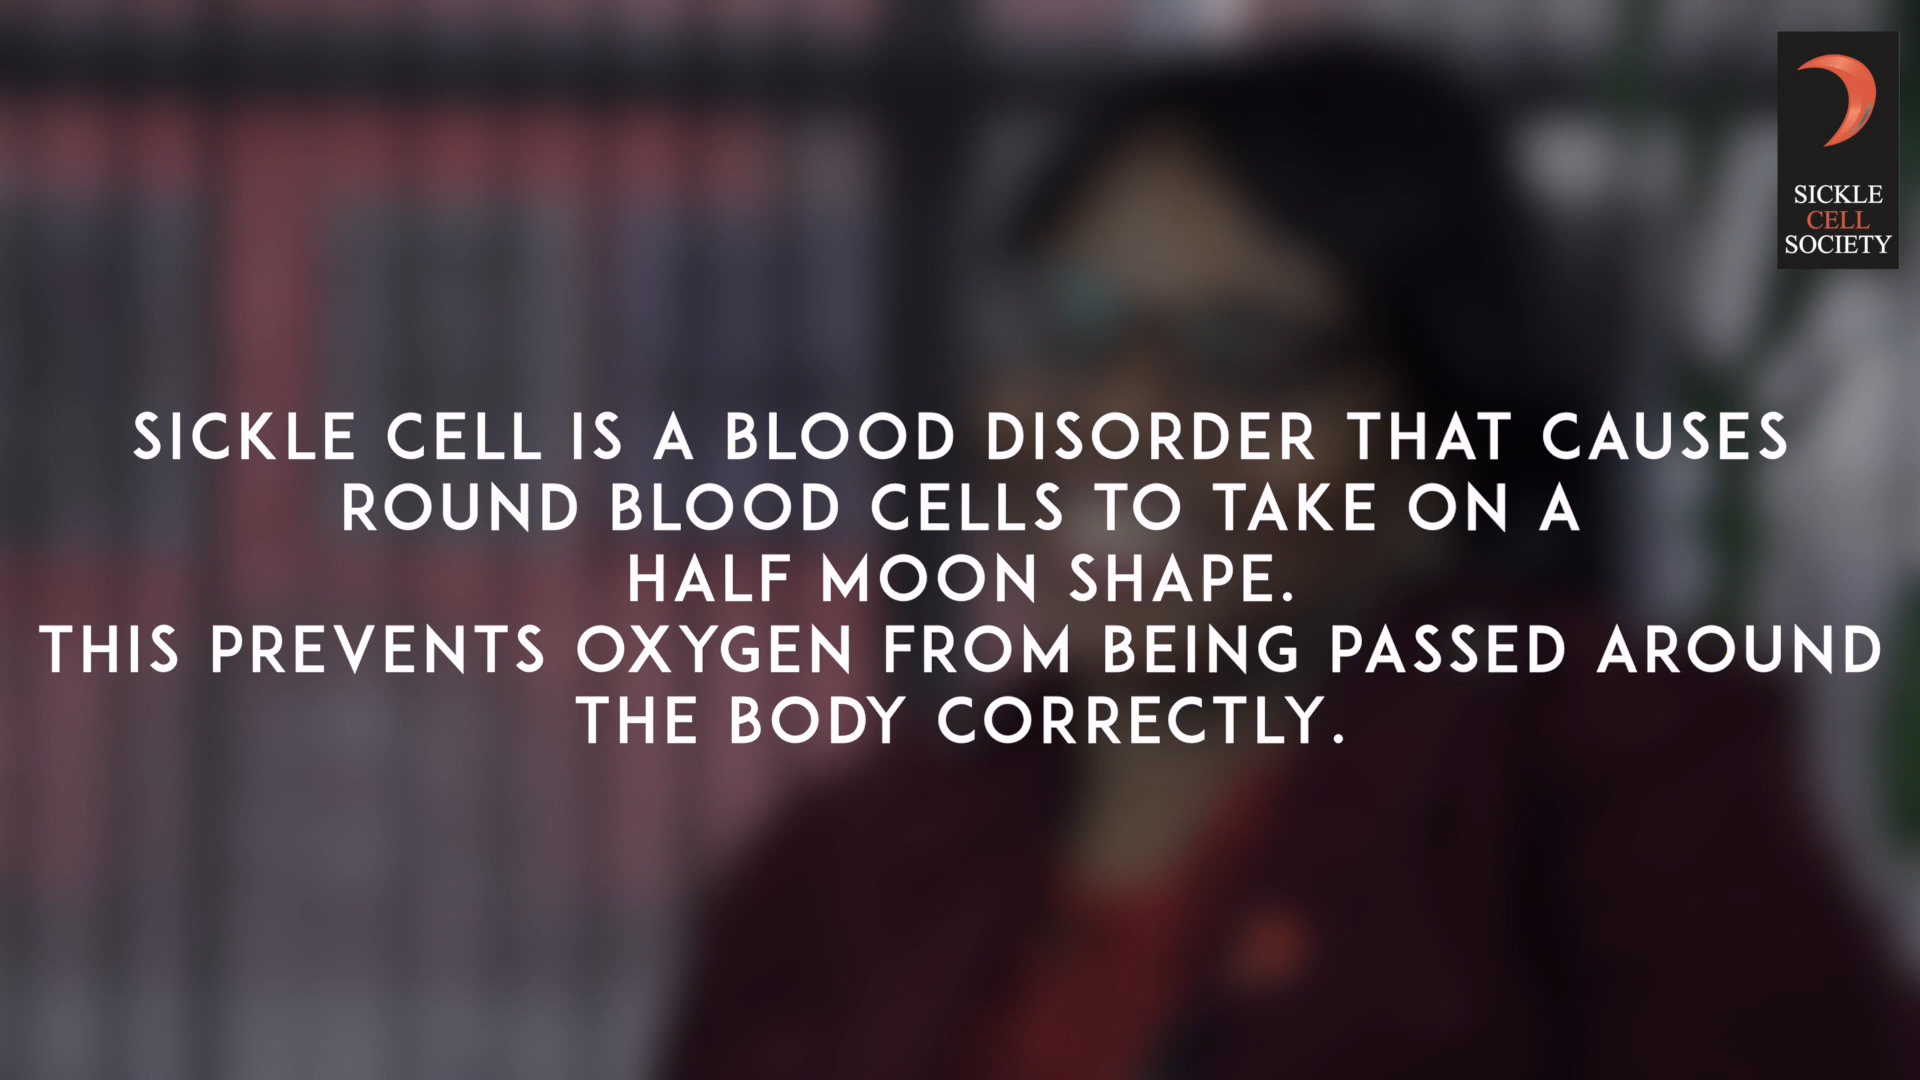 SICKLE
CELL
SOCIETY
SICKLE CELL IS A BLOOD DISORDER THAT CAUSES
ROUND BLOOD CELLS TO TAKE ON A
HALF MOON SHAPE.
THIS PREVENTS OXYGEN FROM BEING PASSED AROUND
THE BODY CORRECTLY.